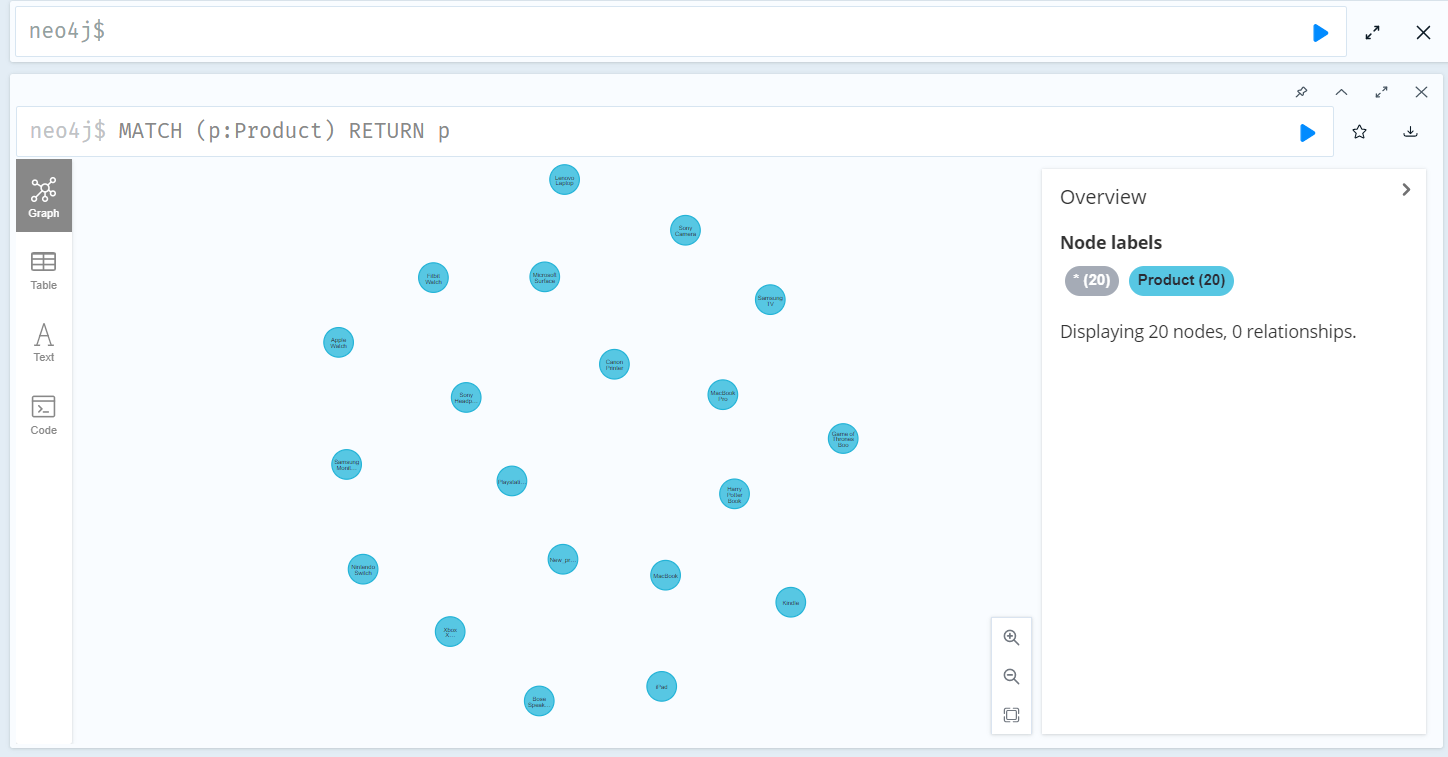 neo4j$
neo4j$ MATCH (p:Product) RETURN p
Graph
Table
Text
Code
Lenovo
Laptop
Sony
Camera
Fitbit
Watch
Microsoft
Surface
Samsung
TV
Apple
Watch
Canon
Printer
Sony
Headp...
MacBook
Pro
Game of
Thrones
Boo
Samsung
Monit...
Playstati...
Harry
Potter
Book
New_pr...
Nintendo
Switch
MacBook
Kindle
Xbox
X...
iPad
Bose
Speak...
Overview
Node labels
* (20)
Product (20)
Displaying 20 nodes, 0 relationships.